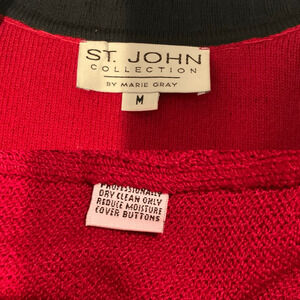 ST. JOHN
COLLECTION
BY MARIE GRAY
M
PROFESSIONALLY
DRY CLEAN ONLY
REDUCE MOISTURE
COVER BUTTONS